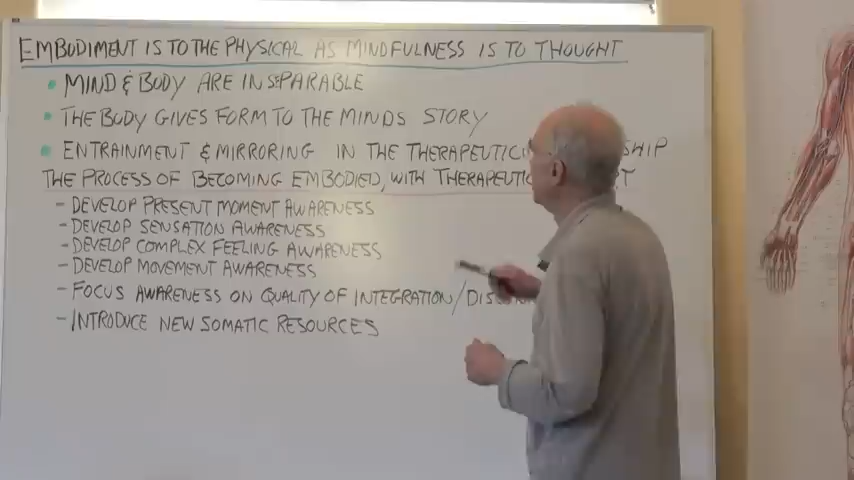 EMBODIMENT IS TO THE PHYSICAL AS MINDFULNESS IS TO THOUGHT
• MIND & BODY ARE INSEPARABLE
• THE BODY GIVES FORM TO THE MINDS STORY
• ENTRAINMENT & MIRRORING IN THE THERAPEUTIC SHIP
THE PROCESS OF BECOMING EMBODIED, WITH THERAPEUTIC T
- DEVELOP PRESENT MOMENT AWARENESS
- DEVELOP SENSATION AWARENESS
- DEVELOP COMPLEX FEELING AWARENESS
- DEVELOP MOVEMENT AWARENESS
- FOCUS AWARENESS ON QUALITY OF INTEGRATION/DISS
- INTRODUCE NEW SOMATIC RESOURCES